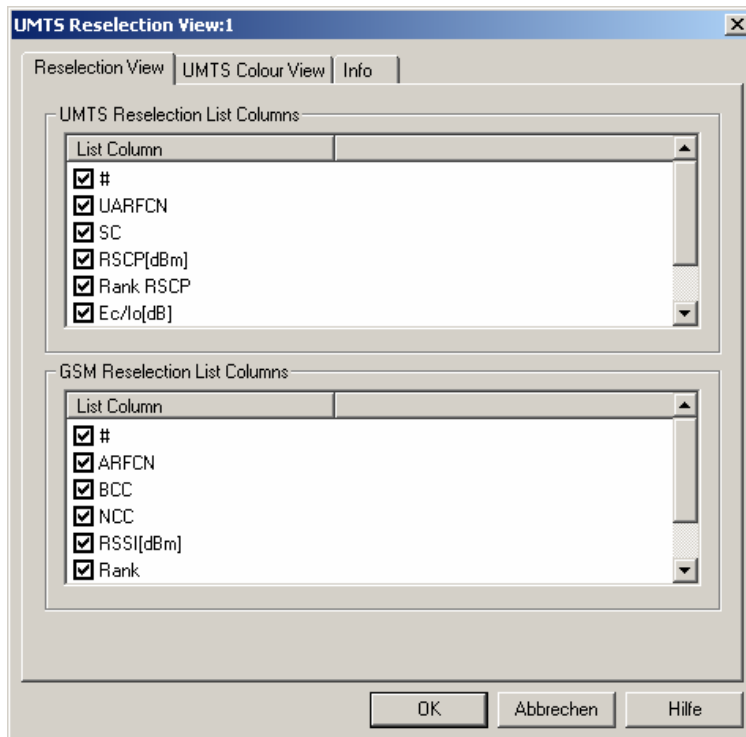 UMTS Reselection View:1
Reselection View UMTS Colour View Info
UMTS Reselection List Columns
List Column
#
UARFCN
SC
RSCP[dBm]
Rank RSCP
Ec/Io[dB]
GSM Reselection List Columns
List Column
#
ARFCN
BCC
NCC
RSSI[dBm]
Rank
OK Abbrechen Hilfe